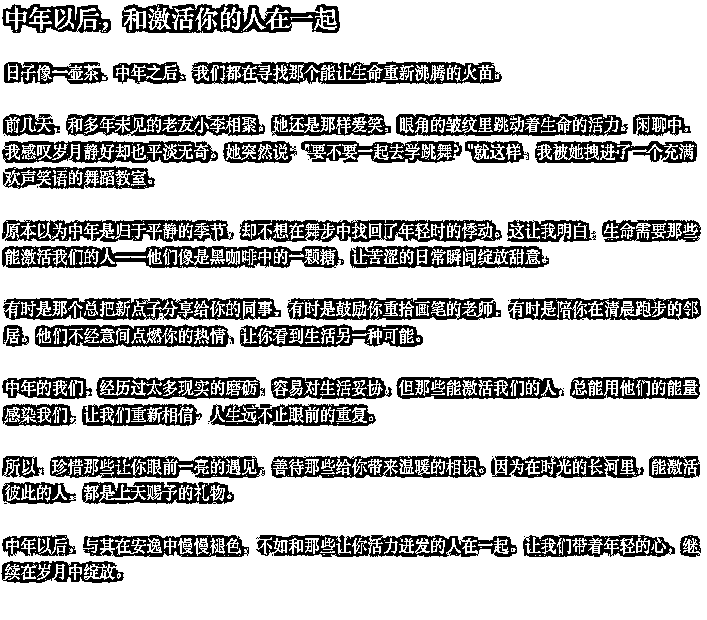 中年以后，和激活你的人在一起
日子像一壶茶，中年之后，我们都在寻找那个能让生命重新沸腾的火苗。
前几天，和多年未见的老友小李相聚。她还是那样爱笑，眼角的皱纹里跳动着生命的活力。闲聊中，
我感叹岁月静好却也平淡无奇。她突然说：“要不要一起去学跳舞？”就这样，我被她拽进了一个充满
欢声笑语的舞蹈教室。
原本以为中年是归于平静的季节，却不想在舞步中找回了年轻时的悸动。这让我明白，生命需要那些
能激活我们的人——他们像是黑咖啡中的一颗糖，让苦涩的日常瞬间绽放甜意。
有时是那个总把新点子分享给你的同事，有时是鼓励你重拾画笔的老师，有时是陪你在清晨跑步的邻
居。他们不经意间点燃你的热情，让你看到生活另一种可能。
中年的我们，经历过太多现实的磨砺，容易对生活妥协。但那些能激活我们的人，总能用他们的能量
感染我们，让我们重新相信，人生远不止眼前的重复。
所以，珍惜那些让你眼前一亮的遇见，善待那些给你带来温暖的相识。因为在时光的长河里，能激活
彼此的人，都是上天赐予的礼物。
中年以后，与其在安逸中慢慢褪色，不如和那些让你活力迸发的人在一起。让我们带着年轻的心，继
续在岁月中绽放。